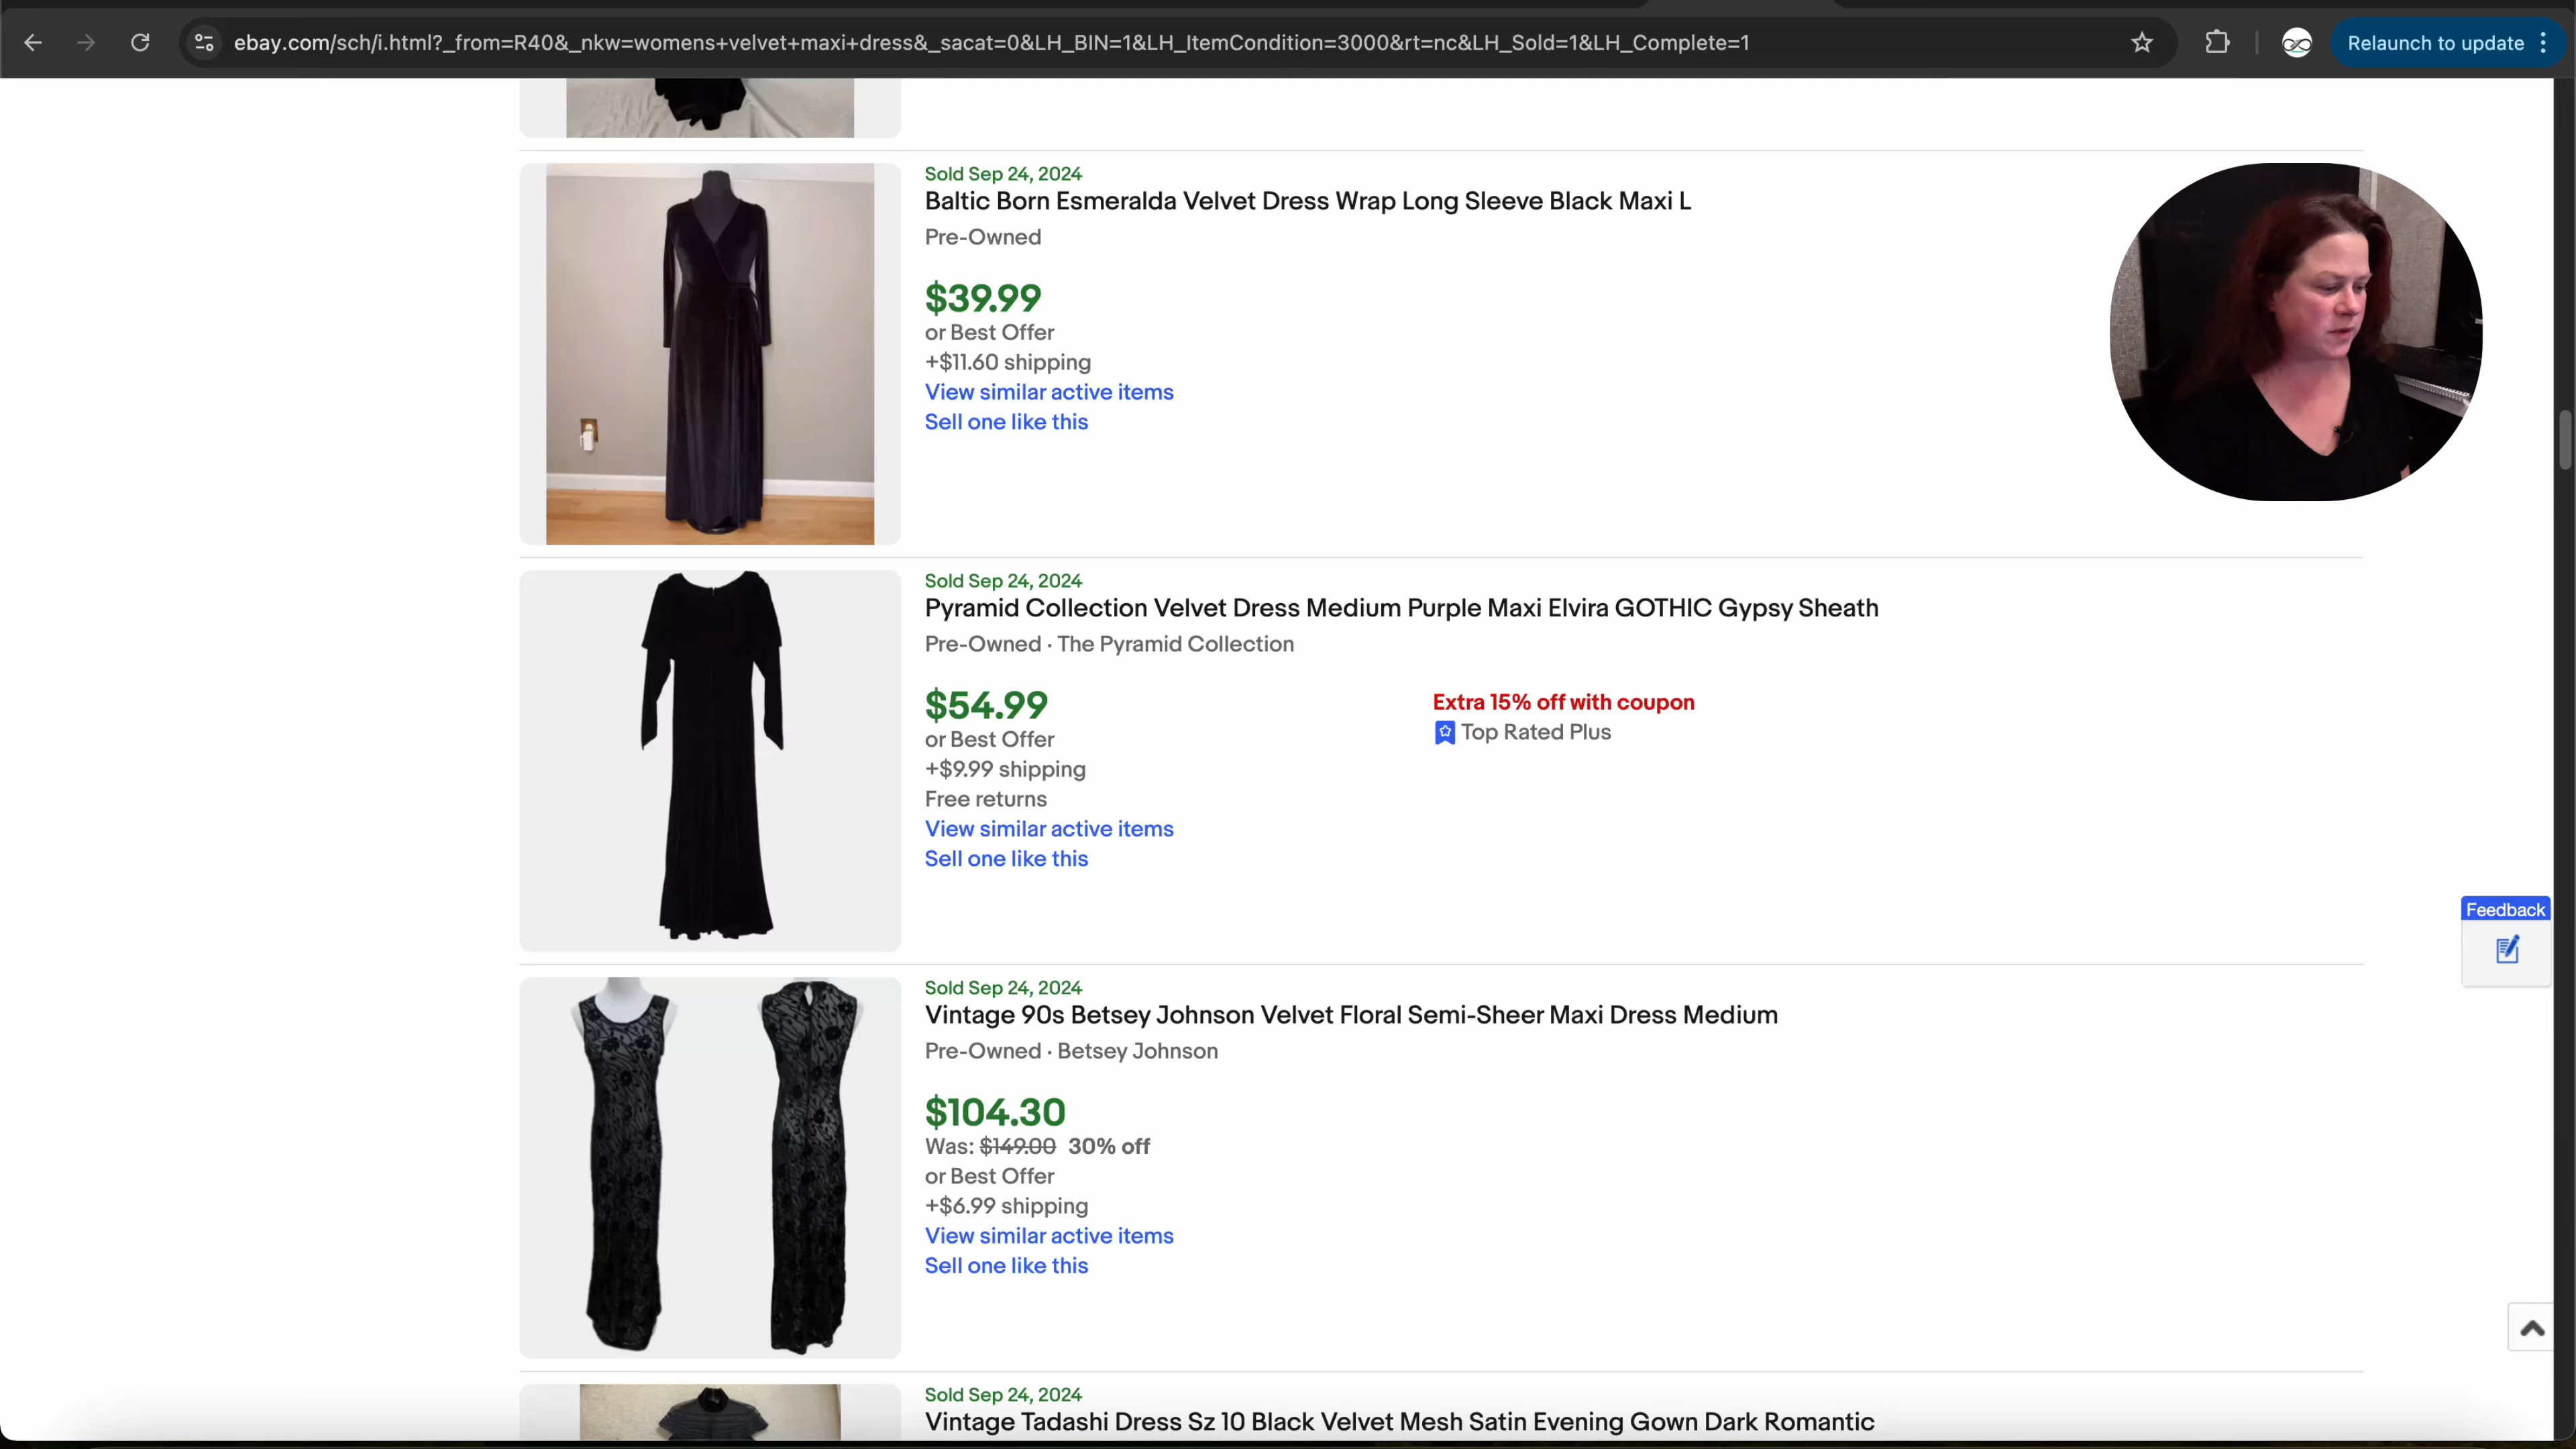 ebay.com/sch/i.html?_from=R40&_nkw=womens+velvet+maxi+dress&_sacat=0&LH_BIN=1&LH_ItemCondition=3000&rt=nc&LH_Sold=1&LH_Complete=1
Relaunch to update
Sold Sep 24, 2024
Baltic Born Esmeralda Velvet Dress Wrap Long Sleeve Black Maxi L
Pre-Owned
$39.99
or Best Offer
+$11.60 shipping
View similar active items
Sell one like this
Sold Sep 24, 2024
Pyramid Collection Velvet Dress Medium Purple Maxi Elvira GOTHIC Gypsy Sheath
Pre-Owned · The Pyramid Collection
$54.99
Extra 15% off with coupon
or Best Offer
Top Rated Plus
+$9.99 shipping
Free returns
View similar active items
Sell one like this
Feedback
Sold Sep 24, 2024
Vintage 90s Betsey Johnson Velvet Floral Semi-Sheer Maxi Dress Medium
Pre-Owned · Betsey Johnson
$104.30
Was: $149.00 30% off
or Best Offer
+$6.99 shipping
View similar active items
Sell one like this
Sold Sep 24, 2024
Vintage Tadashi Dress Sz 10 Black Velvet Mesh Satin Evening Gown Dark Romantic